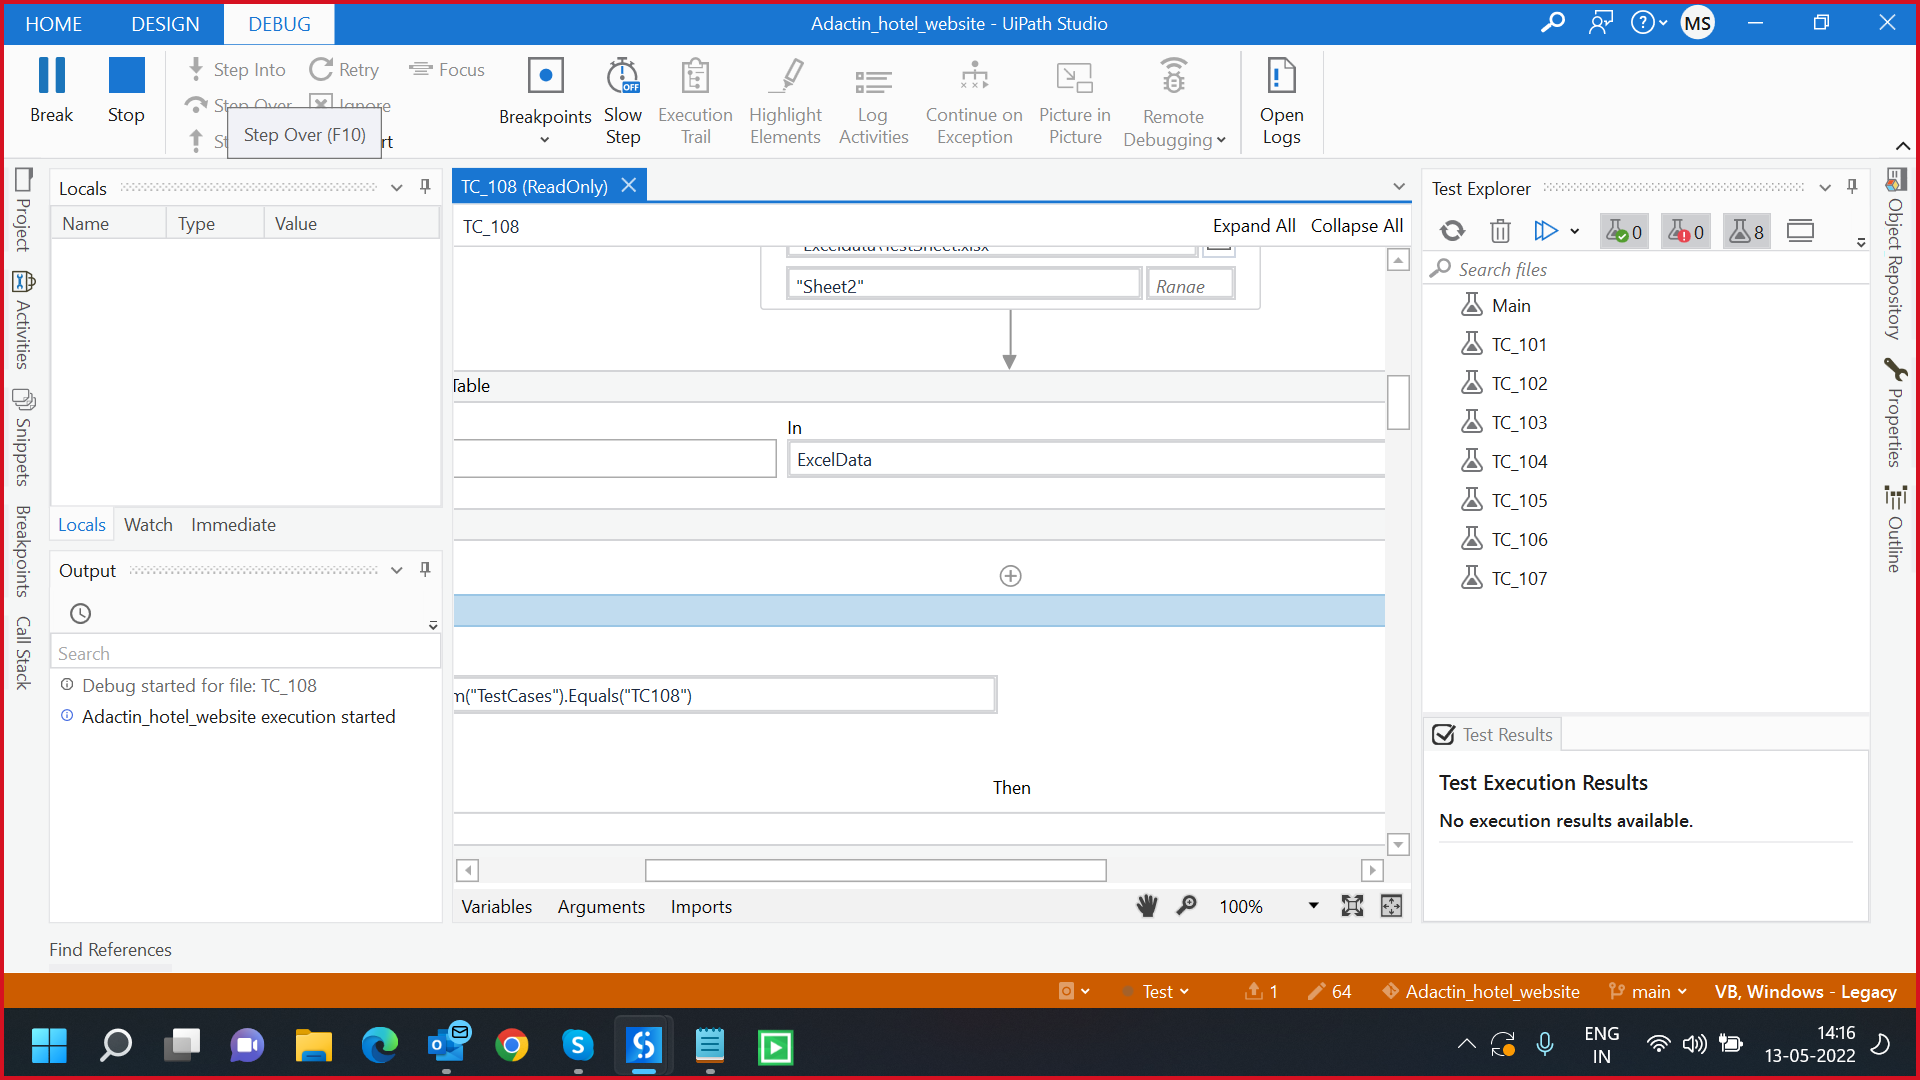 HOME DESIGN DEBUG Adactin_hotel_website - UiPath Studio MS
Break Stop Step Into Retry Focus
Step Over Ignore
Step Over (F10)
Breakpoints Slow Step Execution Trail Highlight Elements Log Activities Continue on Exception Picture in Picture Remote Debugging Open Logs
Project
Activities
Snippets
Breakpoints
Call Stack
Locals
Name Type Value
Locals Watch Immediate
Output
Search
Debug started for file: TC_108
Adactin_hotel_website execution started
Find References
TC_108 (ReadOnly)
TC_108 Expand All Collapse All
"Exceldata\TestSheet.xlsx"
"Sheet2" Range
Table
In
ExcelData
m("TestCases").Equals("TC108")
Then
Variables Arguments Imports 100%
Test Explorer
0 0 8
Search files
Main
TC_101
TC_102
TC_103
TC_104
TC_105
TC_106
TC_107
Test Results
Test Execution Results
No execution results available.
Object Repository
Properties
Outline
Test 1 64 Adactin_hotel_website main VB, Windows - Legacy
ENG
IN
14:16
13-05-2022